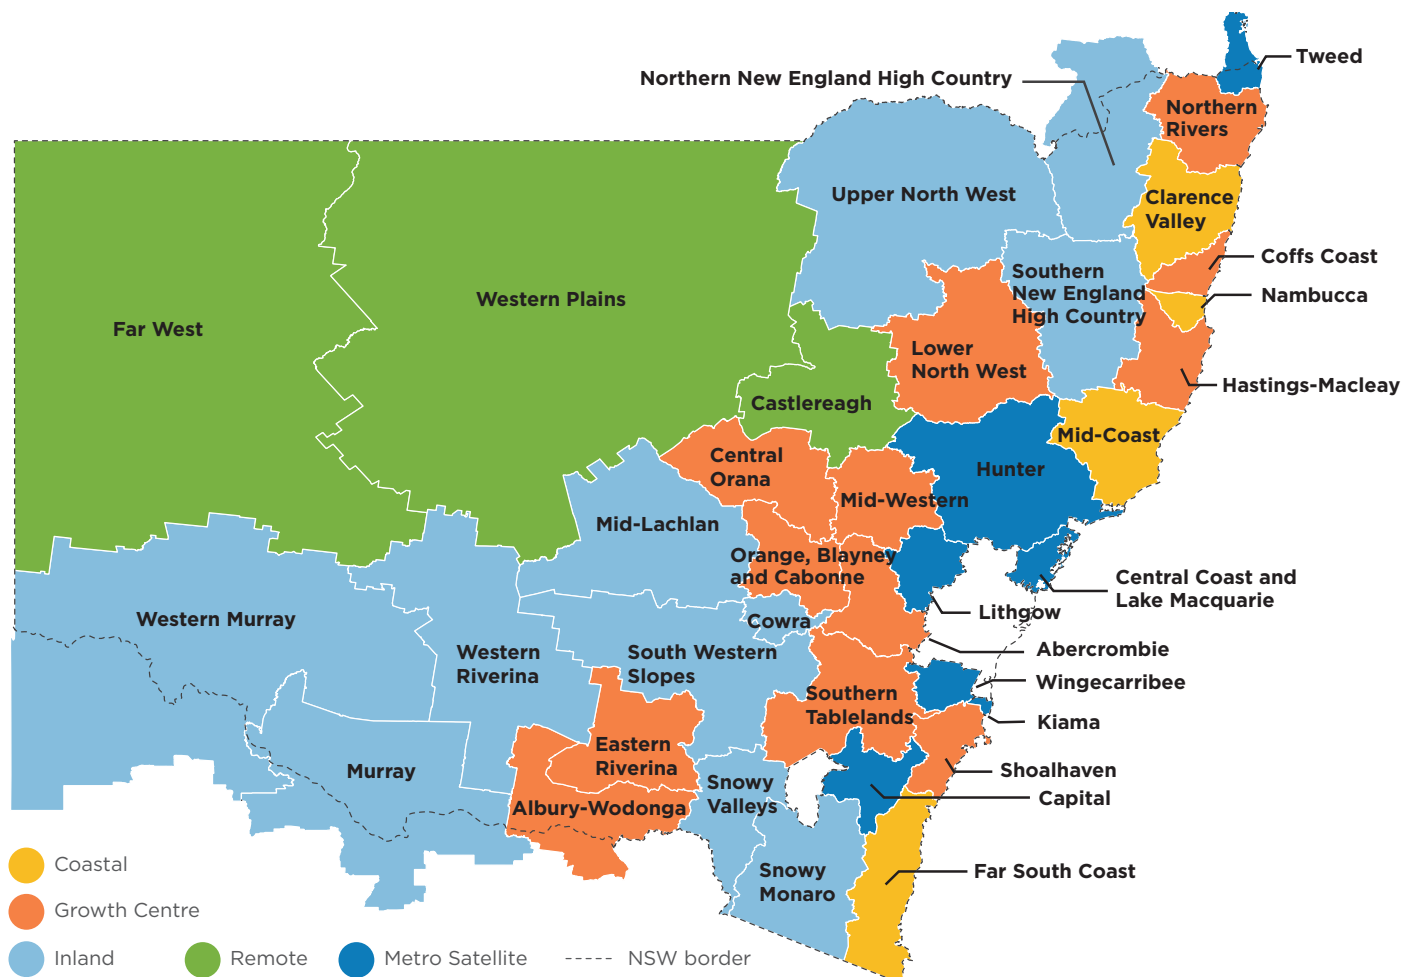 Tweed
Northern New England High Country
Northern
Rivers
Upper North West
Clarence
Valley
Coffs Coast
Southern
New England
High Country
Nambucca
Western Plains
Far West
Lower
North West
Hastings-Macleay
Castlereagh
Mid-Coast
Central
Orana
Hunter
Mid-Western
Mid-Lachlan
Orange, Blayney
and Cabonne
Central Coast and
Lake Macquarie
Lithgow
Western Murray
Cowra
Abercrombie
Western
Riverina
South Western
Slopes
Wingecarribee
Southern
Tablelands
Kiama
Eastern
Riverina
Murray
Shoalhaven
Snowy
Valleys
Capital
Albury-Wodonga
Snowy
Monaro
Far South Coast
Coastal
Growth Centre
Inland
Remote
Metro Satellite
NSW border